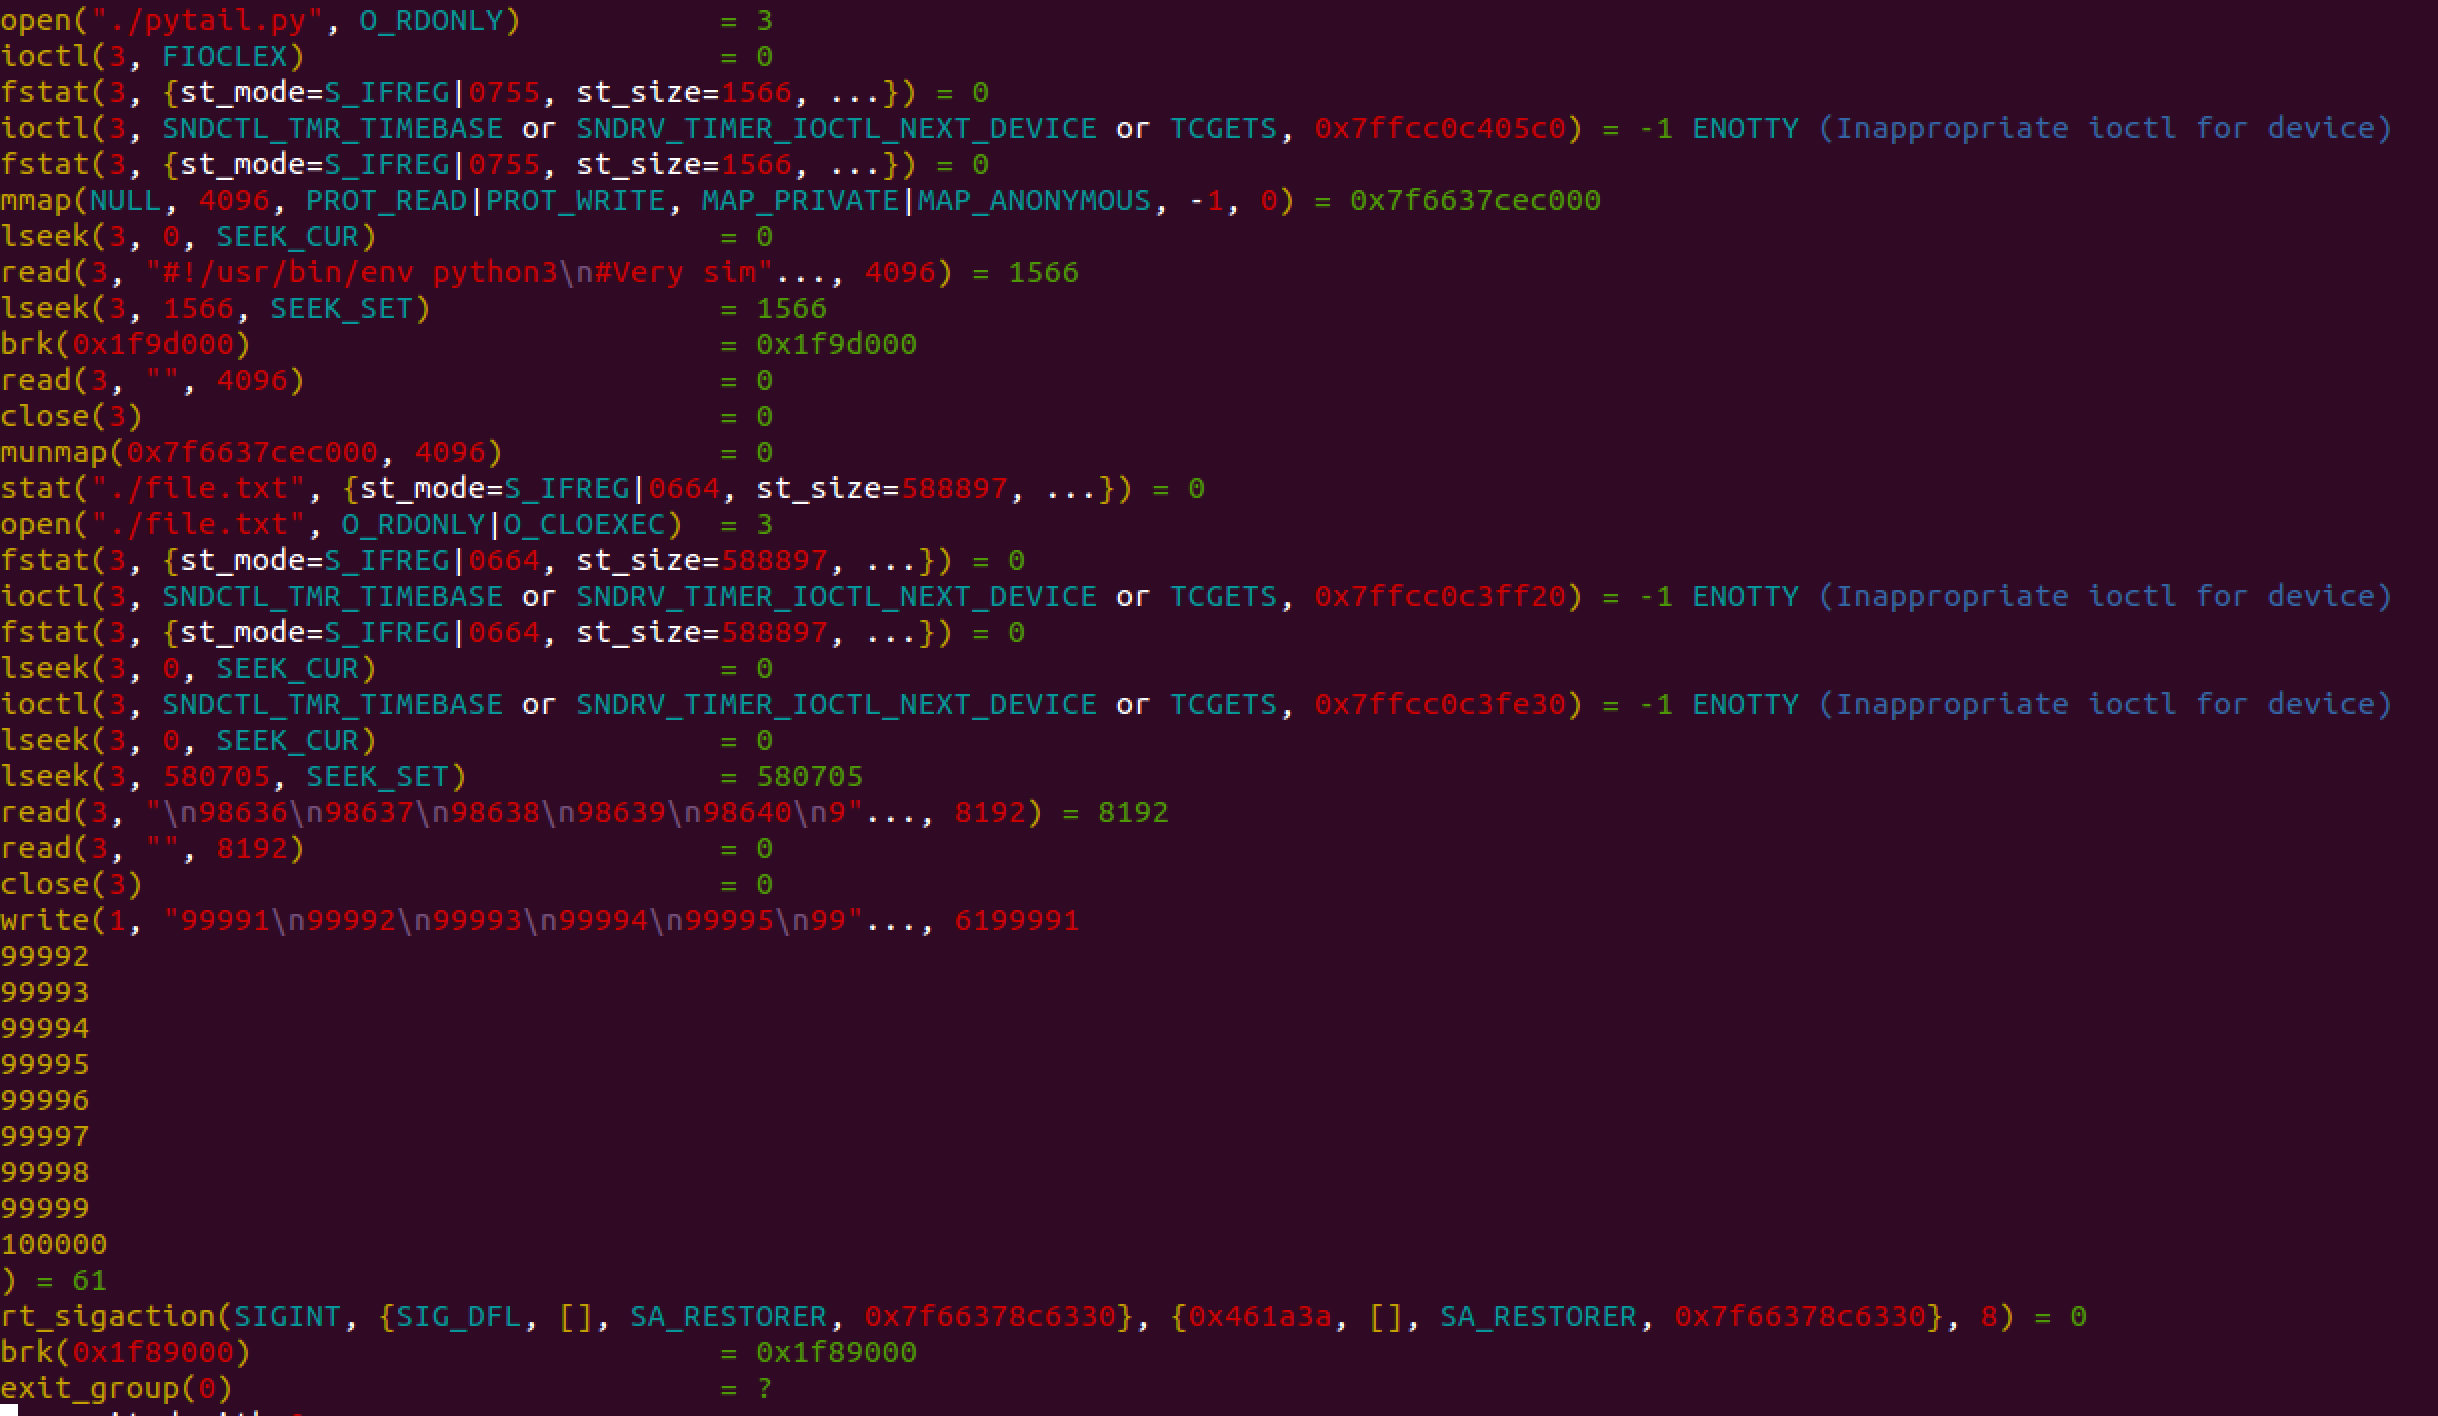 open("./pytail.py", O_RDONLY)           = 3
ioctl(3, FIOCLEX)                       = 0
fstat(3, {st_mode=S_IFREG|0755, st_size=1566, ...}) = 0
ioctl(3, SNDCTL_TMR_TIMEBASE or SNDRV_TIMER_IOCTL_NEXT_DEVICE or TCGETS, 0x7ffcc0c405c0) = -1 ENOTTY (Inappropriate ioctl for device)
fstat(3, {st_mode=S_IFREG|0755, st_size=1566, ...}) = 0
mmap(NULL, 4096, PROT_READ|PROT_WRITE, MAP_PRIVATE|MAP_ANONYMOUS, -1, 0) = 0x7f6637cec000
lseek(3, 0, SEEK_CUR)                   = 0
read(3, "#!/usr/bin/env python3\n#Very sim"..., 4096) = 1566
lseek(3, 1566, SEEK_SET)                = 1566
brk(0x1f9d000)                          = 0x1f9d000
read(3, "", 4096)                       = 0
close(3)                                = 0
munmap(0x7f6637cec000, 4096)            = 0
stat("./file.txt", {st_mode=S_IFREG|0664, st_size=588897, ...}) = 0
open("./file.txt", O_RDONLY|O_CLOEXEC)  = 3
fstat(3, {st_mode=S_IFREG|0664, st_size=588897, ...}) = 0
ioctl(3, SNDCTL_TMR_TIMEBASE or SNDRV_TIMER_IOCTL_NEXT_DEVICE or TCGETS, 0x7ffcc0c3ff20) = -1 ENOTTY (Inappropriate ioctl for device)
fstat(3, {st_mode=S_IFREG|0664, st_size=588897, ...}) = 0
lseek(3, 0, SEEK_CUR)                   = 0
ioctl(3, SNDCTL_TMR_TIMEBASE or SNDRV_TIMER_IOCTL_NEXT_DEVICE or TCGETS, 0x7ffcc0c3fe30) = -1 ENOTTY (Inappropriate ioctl for device)
lseek(3, 0, SEEK_CUR)                   = 0
lseek(3, 580705, SEEK_SET)              = 580705
read(3, "\n98636\n98637\n98638\n98639\n98640\n9"..., 8192) = 8192
read(3, "", 8192)                       = 0
close(3)                                = 0
write(1, "99991\n99992\n99993\n99994\n99995\n99"..., 6199991
99992
99993
99994
99995
99996
99997
99998
99999
100000
) = 61
rt_sigaction(SIGINT, {SIG_DFL, [], SA_RESTORER, 0x7f66378c6330}, {0x461a3a, [], SA_RESTORER, 0x7f66378c6330}, 8) = 0
brk(0x1f89000)                          = 0x1f89000
exit_group(0)                           = ?